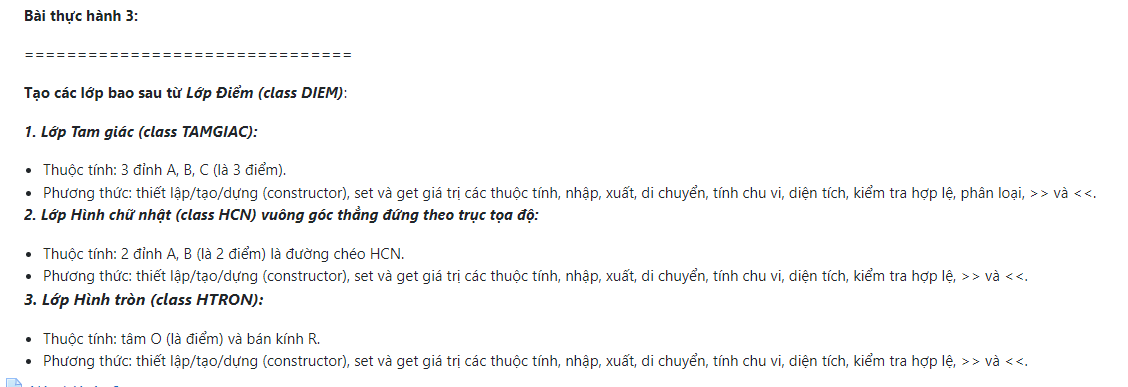 Bài thực hành 3:
===============================
Tạo các lớp bao sau từ Lớp Điểm (class DIEM):
1. Lớp Tam giác (class TAMGIAC):
• Thuộc tính: 3 đỉnh A, B, C (là 3 điểm).
• Phương thức: thiết lập/tạo/dựng (constructor), set và get giá trị các thuộc tính, nhập, xuất, di chuyển, tính chu vi, diện tích, kiểm tra hợp lệ, phân loại, >> và <<.
2. Lớp Hình chữ nhật (class HCN) vuông góc thẳng đứng theo trục tọa độ:
• Thuộc tính: 2 đỉnh A, B (là 2 điểm) là đường chéo HCN.
• Phương thức: thiết lập/tạo/dựng (constructor), set và get giá trị các thuộc tính, nhập, xuất, di chuyển, tính chu vi, diện tích, kiểm tra hợp lệ, >> và <<.
3. Lớp Hình tròn (class HTRON):
• Thuộc tính: tâm O (là điểm) và bán kính R.
• Phương thức: thiết lập/tạo/dựng (constructor), set và get giá trị các thuộc tính, nhập, xuất, di chuyển, tính chu vi, diện tích, kiểm tra hợp lệ, >> và <<.